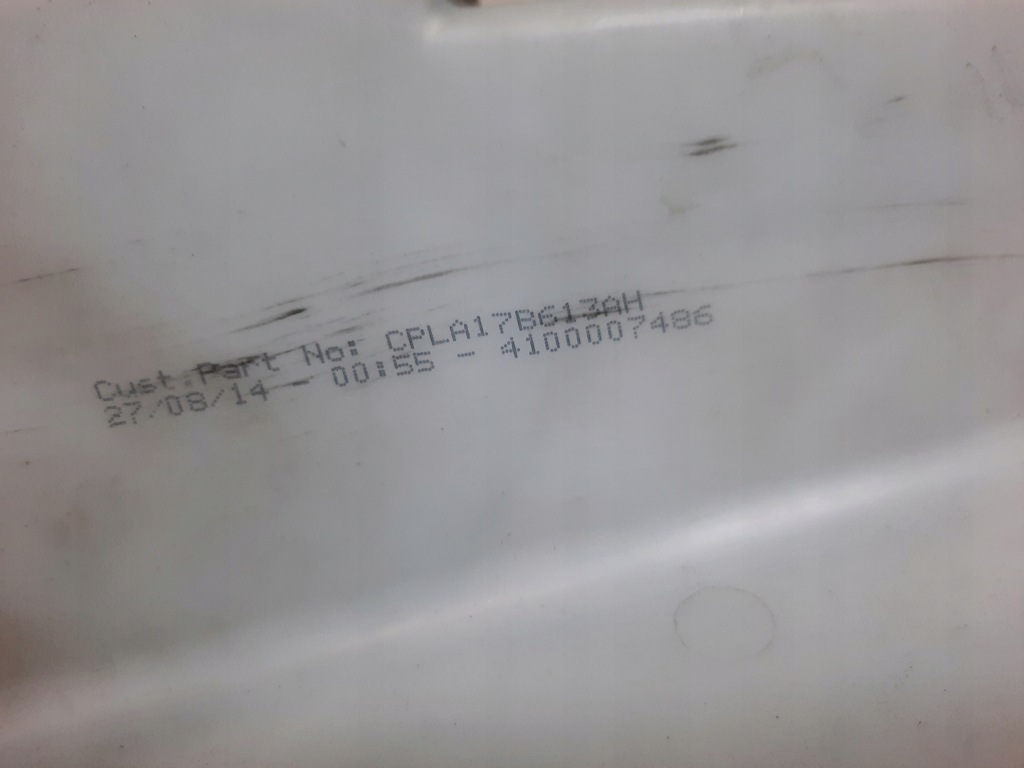 Cust.Part No: CPLA17B613AH
27/08/14 - 00:55 - 4100007486